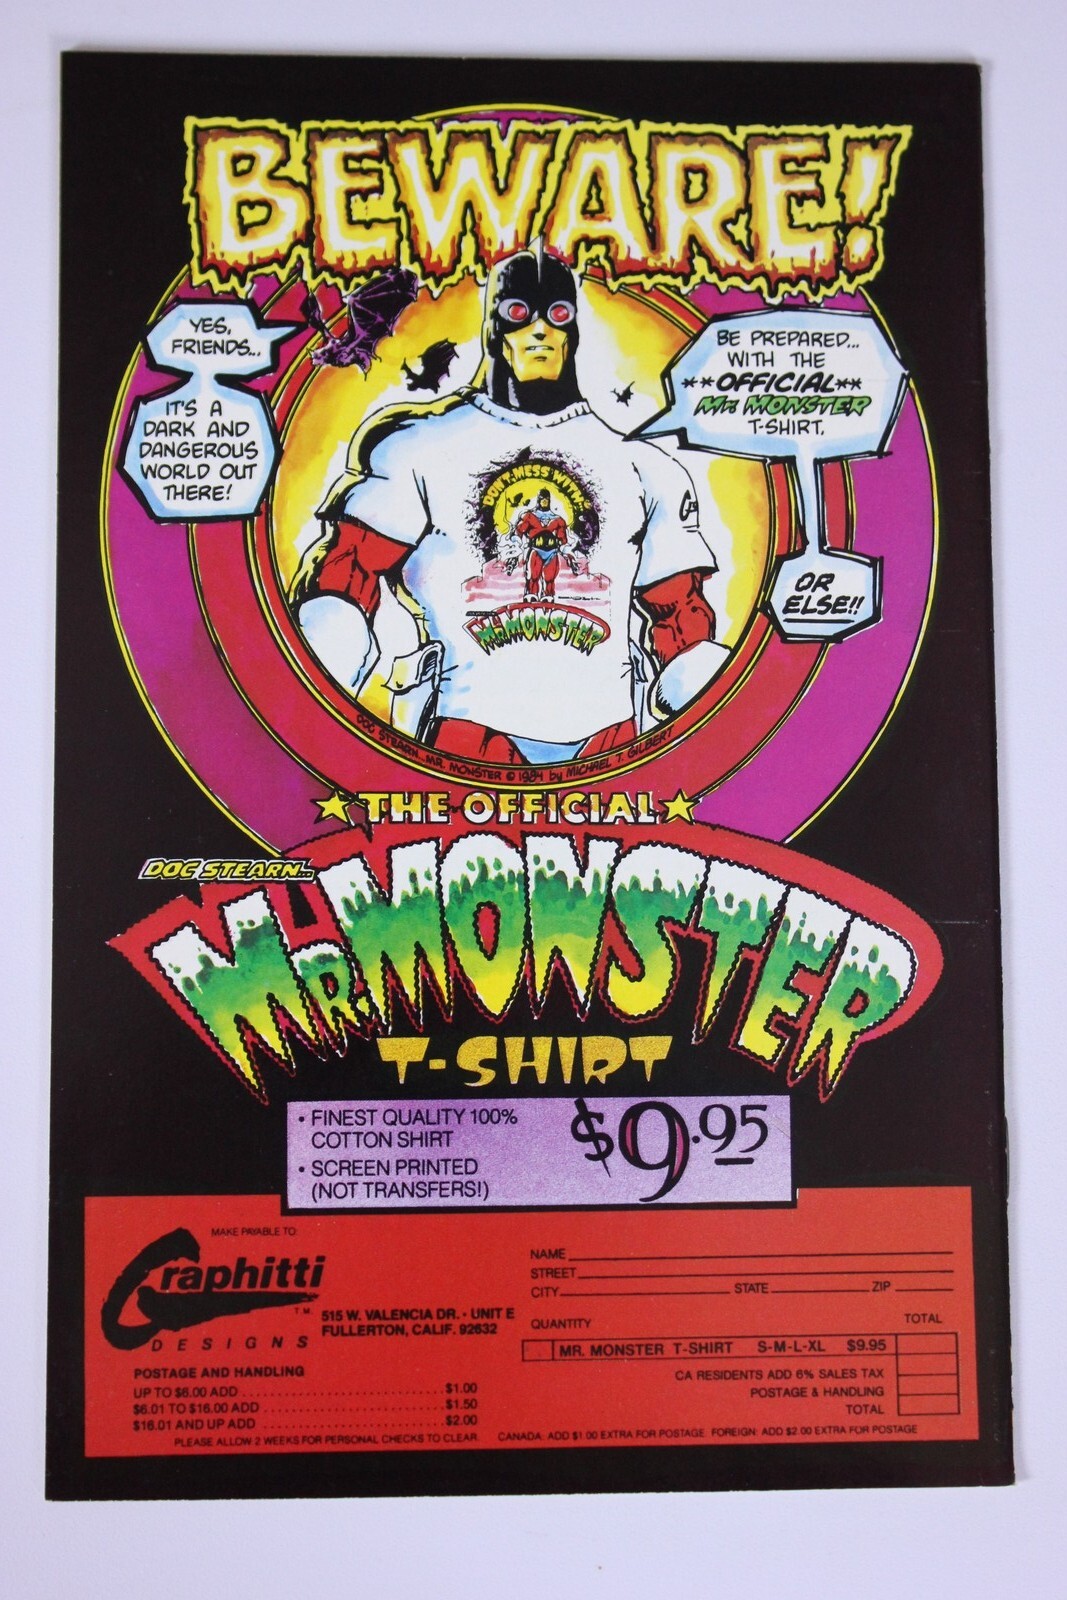 BEWARE!
YES,
FRIENDS...
IT'S A
DARK AND
DANGEROUS
WORLD OUT
THERE!
BE PREPARED...
WITH THE
**OFFICIAL**
Mr. MONSTER
T-SHIRT,
OR
ELSE!!
DON'T MESS WITH
Mr. MONSTER
DOC STEARN...MR. MONSTER © 1984 by MICHAEL T. GILBERT
★THE OFFICIAL★
DOC STEARN...
MR. MONSTER
T-SHIRT
• FINEST QUALITY 100%
COTTON SHIRT
• SCREEN PRINTED
(NOT TRANSFERS!)
$9.95
MAKE PAYABLE TO:
Graphitti
T.M.
DESIGNS
515 W. VALENCIA DR. • UNIT E
FULLERTON, CALIF. 92632
POSTAGE AND HANDLING
UP TO $6.00 ADD ........................ $1.00
$6.01 TO $16.00 ADD ..................... $1.50
$16.01 AND UP ADD ..................... $2.00
PLEASE ALLOW 2 WEEKS FOR PERSONAL CHECKS TO CLEAR.
NAME
STREET
CITY STATE ZIP
QUANTITY TOTAL
MR. MONSTER T-SHIRT S-M-L-XL $9.95
CA RESIDENTS ADD 6% SALES TAX
POSTAGE & HANDLING
TOTAL
CANADA: ADD $1.00 EXTRA FOR POSTAGE. FOREIGN: ADD $2.00 EXTRA FOR POSTAGE